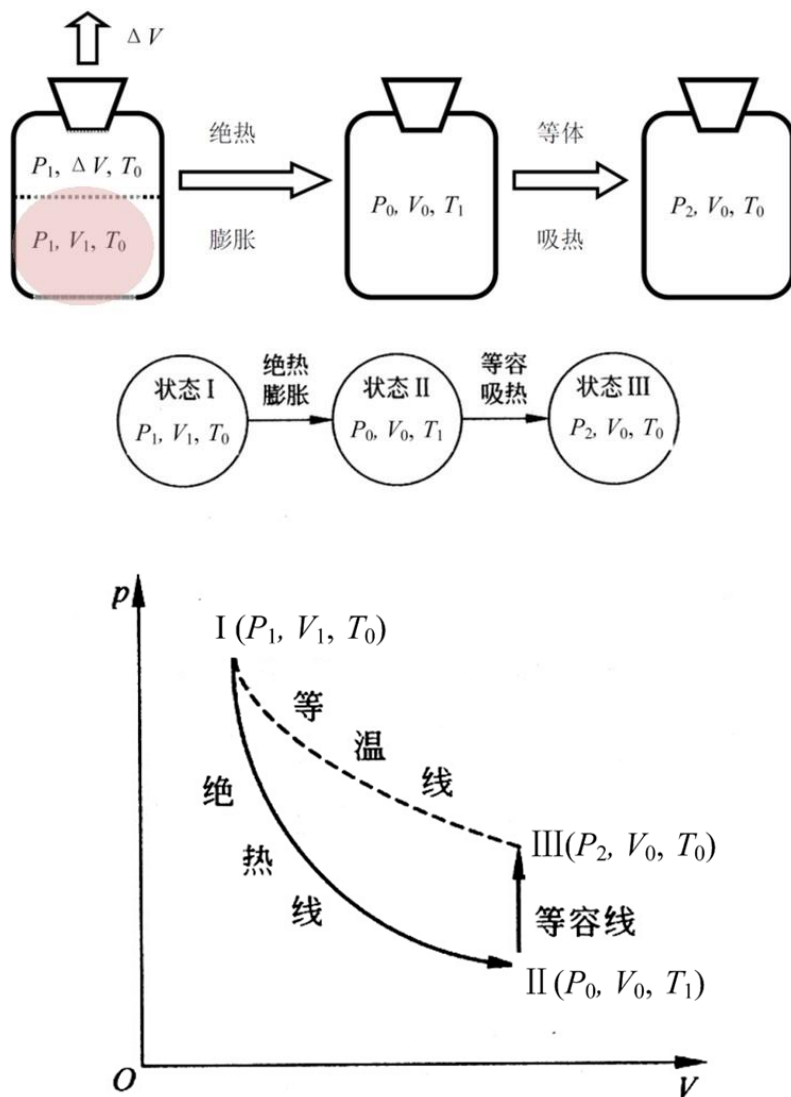 ΔV
绝热
等体
P₁, ΔV, T₀
P₀, V₀, T₁
P₂, V₀, T₀
P₁, V₁, T₀
膨胀
吸热
状态Ⅰ
绝热
膨胀
状态Ⅱ
等容
吸热
状态Ⅲ
P₁, V₁, T₀
P₀, V₀, T₁
P₂, V₀, T₀
p
Ⅰ(P₁, V₁, T₀)
等温线
绝热线
Ⅲ(P₂, V₀, T₀)
等容线
Ⅱ(P₀, V₀, T₁)
O
V